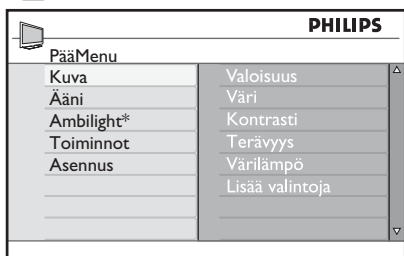 PHILIPS
PääMenu
Kuva
Ääni
Ambilight*
Toiminnot
Asennus
Valoisuus
Väri
Kontrasti
Terävyys
Värilämpö
Lisää valintoja